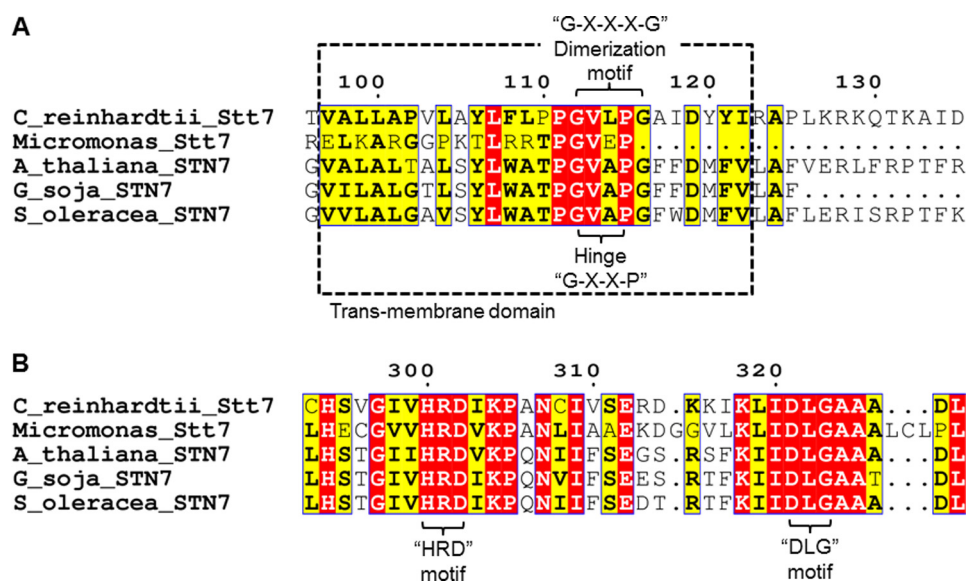 A
"G-X-X-X-G"
Dimerization
motif
100 110 120 130
C_reinhardtii_Stt7 TVALLAPVLAYLFLPPGVLPGAIDYYIRAPLKRKQTKAID
Micromonas_Stt7 RELKARGGPKTLRRTPGVEP....................
A_thaliana_STN7 GVALALTALSYLWATPGVAPGFFDMFVLAFVERLFRPTFR
G_soja_STN7 GVILALGTLSYLWATPGVAPGFFDMFVLAF..........
S_oleracea_STN7 GVVLALGAVSYLWATPGVAPGFWDMFVLAFLERISRPTFK
Hinge
"G-X-X-P"
Trans-membrane domain
B
300 310 320
C_reinhardtii_Stt7 CHSVGIVHRDIKPANCIVSERD.KKIKLIDLGAAA...DL
Micromonas_Stt7 LHECGVVHRDVKPANLIAAEKDGGVLKLIDLGAAALCLPL
A_thaliana_STN7 LHSTGIIHRDVKPQNIIFSEGS.RSFKIIDLGAAA...DL
G_soja_STN7 LHSTGIVHRDIKPQNVIFSEES.RTFKIIDLGAAT...DL
S_oleracea_STN7 LHSTGIVHRDIKPQNIIFSEDT.RTFKIIDLGAAA...DL
"HRD" "DLG"
motif motif